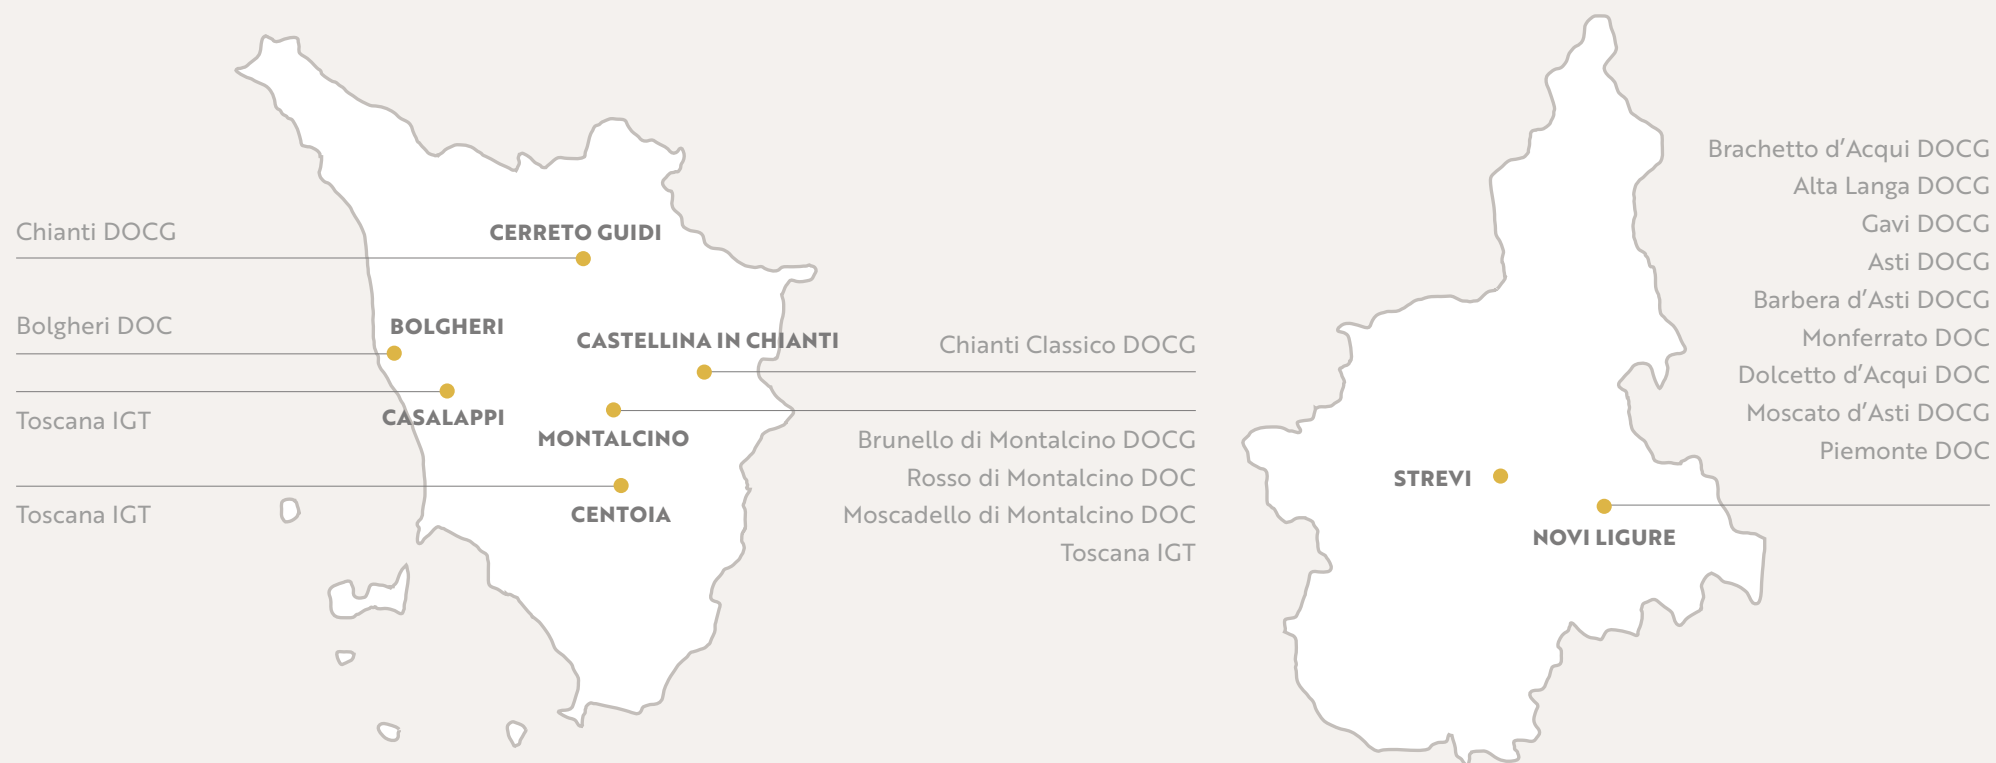 Chianti DOCG
CERRETO GUIDI
Bolgheri DOC
BOLGHERI
Toscana IGT
CASALAPPI
Toscana IGT
CENTOIA
CASTELLINA IN CHIANTI
Chianti Classico DOCG
MONTALCINO
Brunello di Montalcino DOCG
Rosso di Montalcino DOC
Moscadello di Montalcino DOC
Toscana IGT
Brachetto d’Acqui DOCG
Alta Langa DOCG
Gavi DOCG
Asti DOCG
Barbera d’Asti DOCG
Monferrato DOC
Dolcetto d’Acqui DOC
Moscato d’Asti DOCG
Piemonte DOC
STREVI
NOVI LIGURE